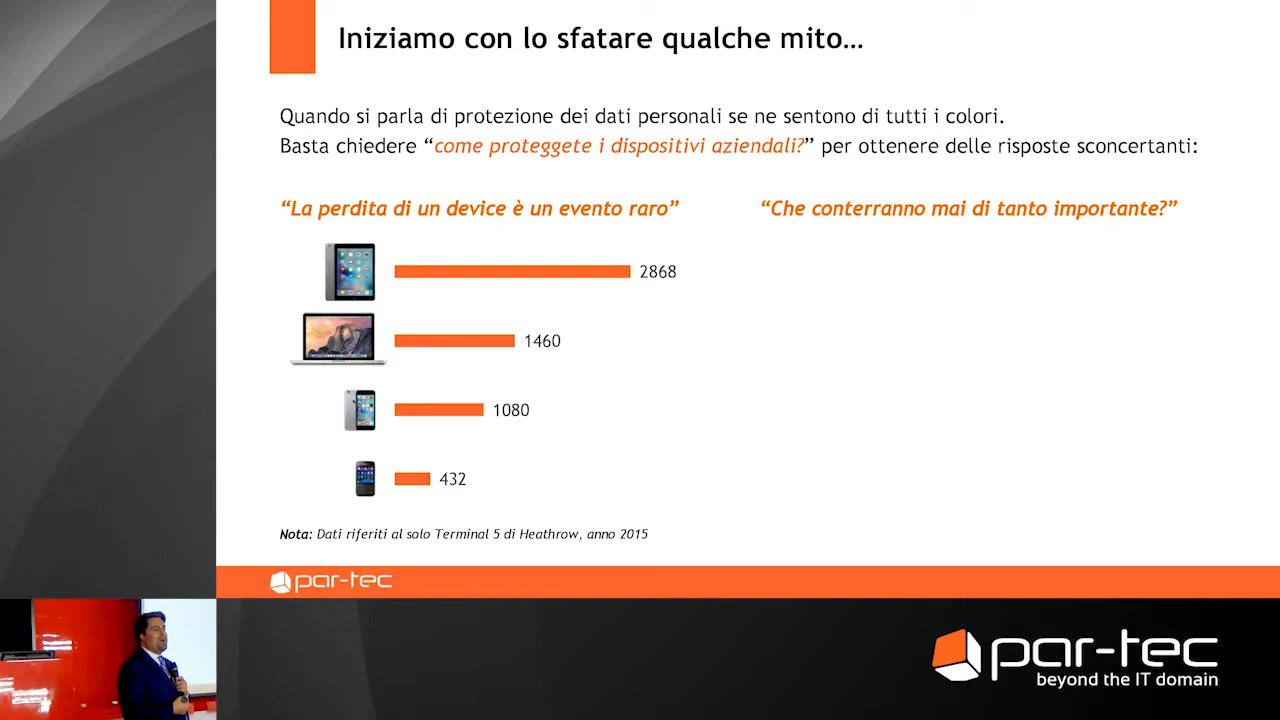 Iniziamo con lo sfatare qualche mito…
Quando si parla di protezione dei dati personali se ne sentono di tutti i colori.
Basta chiedere “come proteggete i dispositivi aziendali?” per ottenere delle risposte sconcertanti:
“La perdita di un device è un evento raro”
“Che conterranno mai di tanto importante?”
2868
1460
1080
432
Nota: Dati riferiti al solo Terminal 5 di Heathrow, anno 2015
par-tec
par-tec
beyond the IT domain